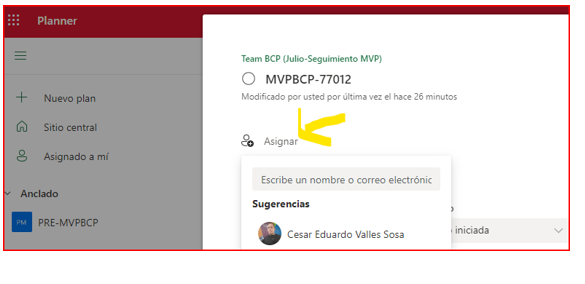 Planner
Team BCP (Julio-Seguimiento MVP)
MVPBCP-77012
Modificado por usted por última vez el hace 26 minutos
Nuevo plan
Sitio central
Asignado a mí
Asignar
Escribe un nombre o correo electrónic
Sugerencias
Anclado
PM
PRE-MVPBCP
Cesar Eduardo Valles Sosa
o iniciada